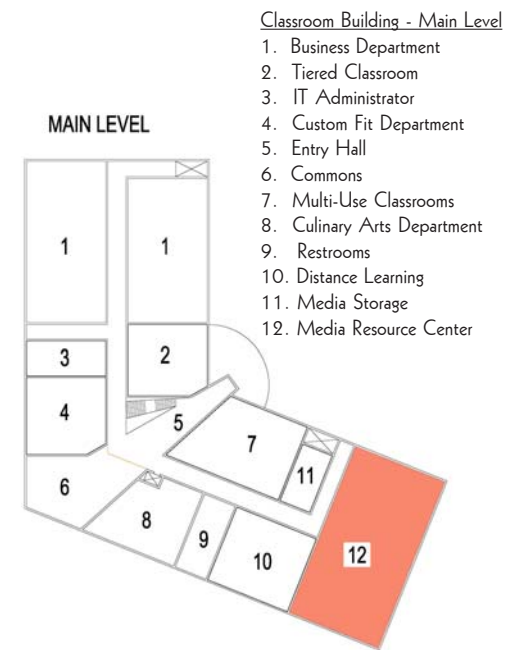 Classroom Building - Main Level
1. Business Department
2. Tiered Classroom
3. IT Administrator
4. Custom Fit Department
5. Entry Hall
6. Commons
7. Multi-Use Classrooms
8. Culinary Arts Department
9. Restrooms
10. Distance Learning
11. Media Storage
12. Media Resource Center
MAIN LEVEL
1
1
3
2
4
5
7
6
11
8
9
10
12